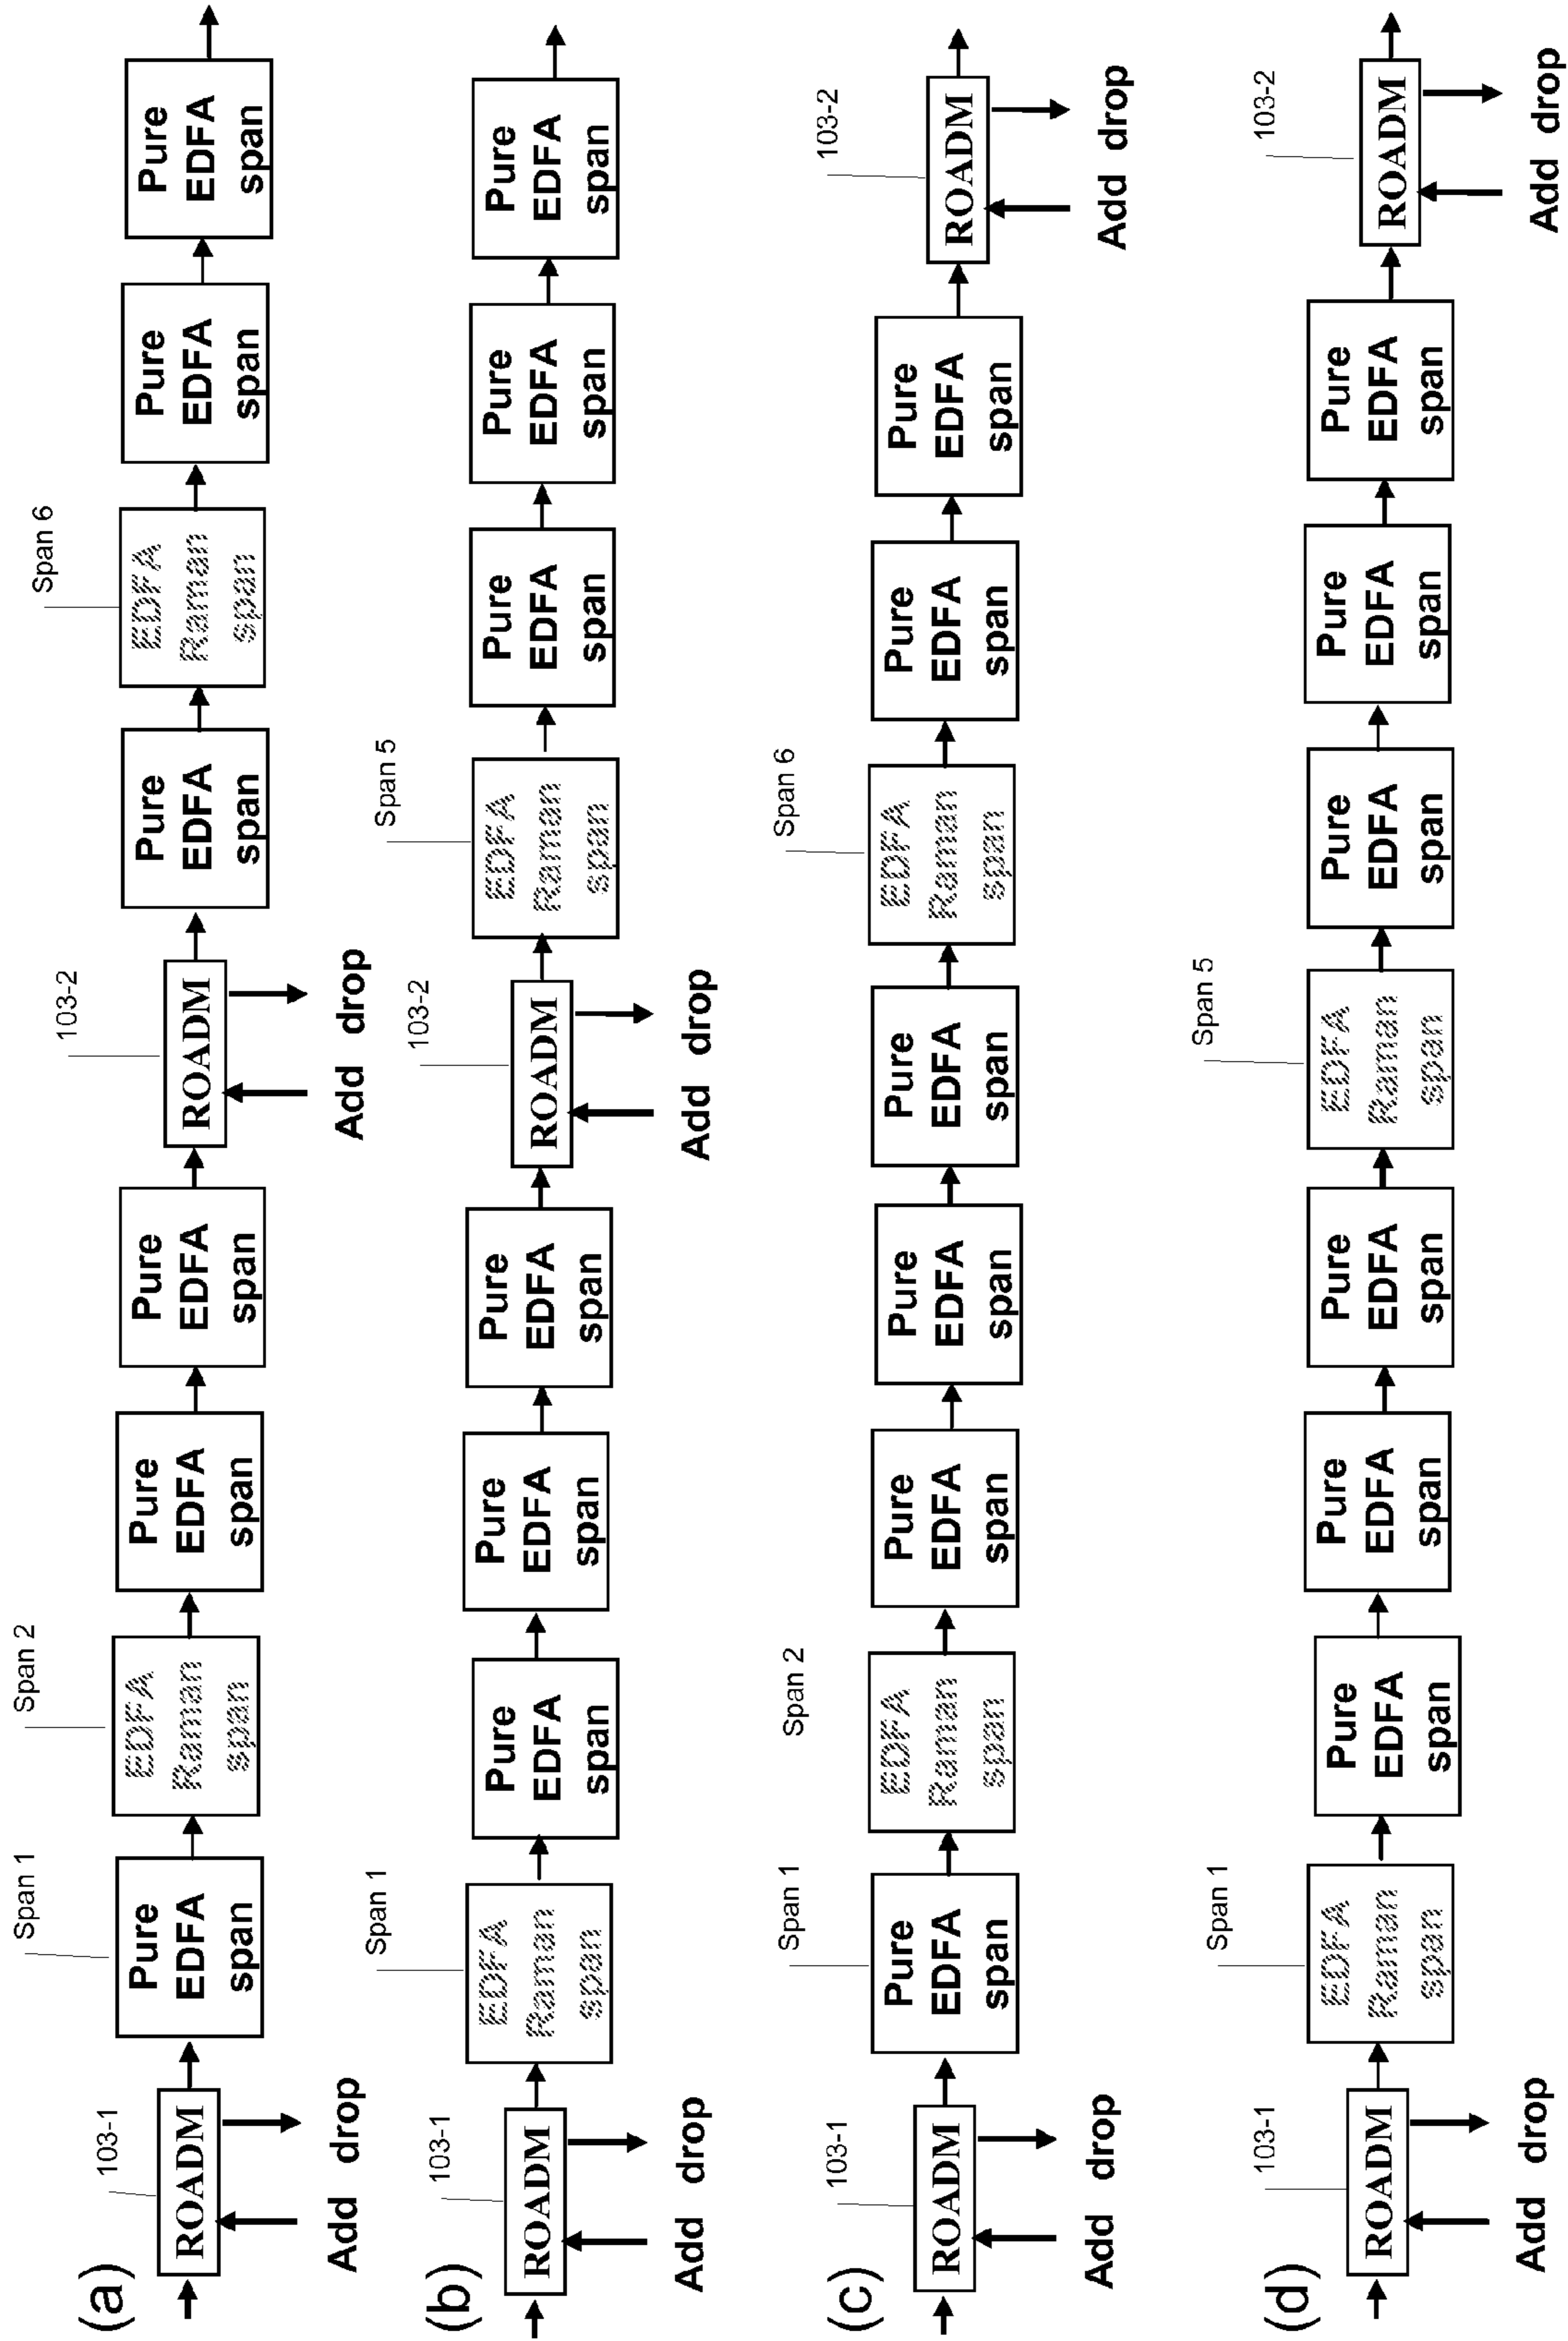 (a)
103-1
ROADM
Add drop
Span 1
Pure
EDFA
span
Span 2
EDFA
Raman
span
Pure
EDFA
span
Pure
EDFA
span
103-2
ROADM
Add drop
Pure
EDFA
span
Span 6
EDFA
Raman
span
Pure
EDFA
span
Pure
EDFA
span
(b)
103-1
ROADM
Add drop
Span 1
EDFA
Raman
span
Pure
EDFA
span
Pure
EDFA
span
Pure
EDFA
span
103-2
ROADM
Add drop
Span 5
EDFA
Raman
span
Pure
EDFA
span
Pure
EDFA
span
Pure
EDFA
span
(c)
103-1
ROADM
Add drop
Span 1
Pure
EDFA
span
Span 2
EDFA
Raman
span
Pure
EDFA
span
Pure
EDFA
span
Pure
EDFA
span
Span 6
EDFA
Raman
span
Pure
EDFA
span
Pure
EDFA
span
103-2
ROADM
Add drop
(d)
103-1
ROADM
Add drop
Span 1
EDFA
Raman
span
Pure
EDFA
span
Pure
EDFA
span
Pure
EDFA
span
Span 5
EDFA
Raman
span
Pure
EDFA
span
Pure
EDFA
span
Pure
EDFA
span
103-2
ROADM
Add drop